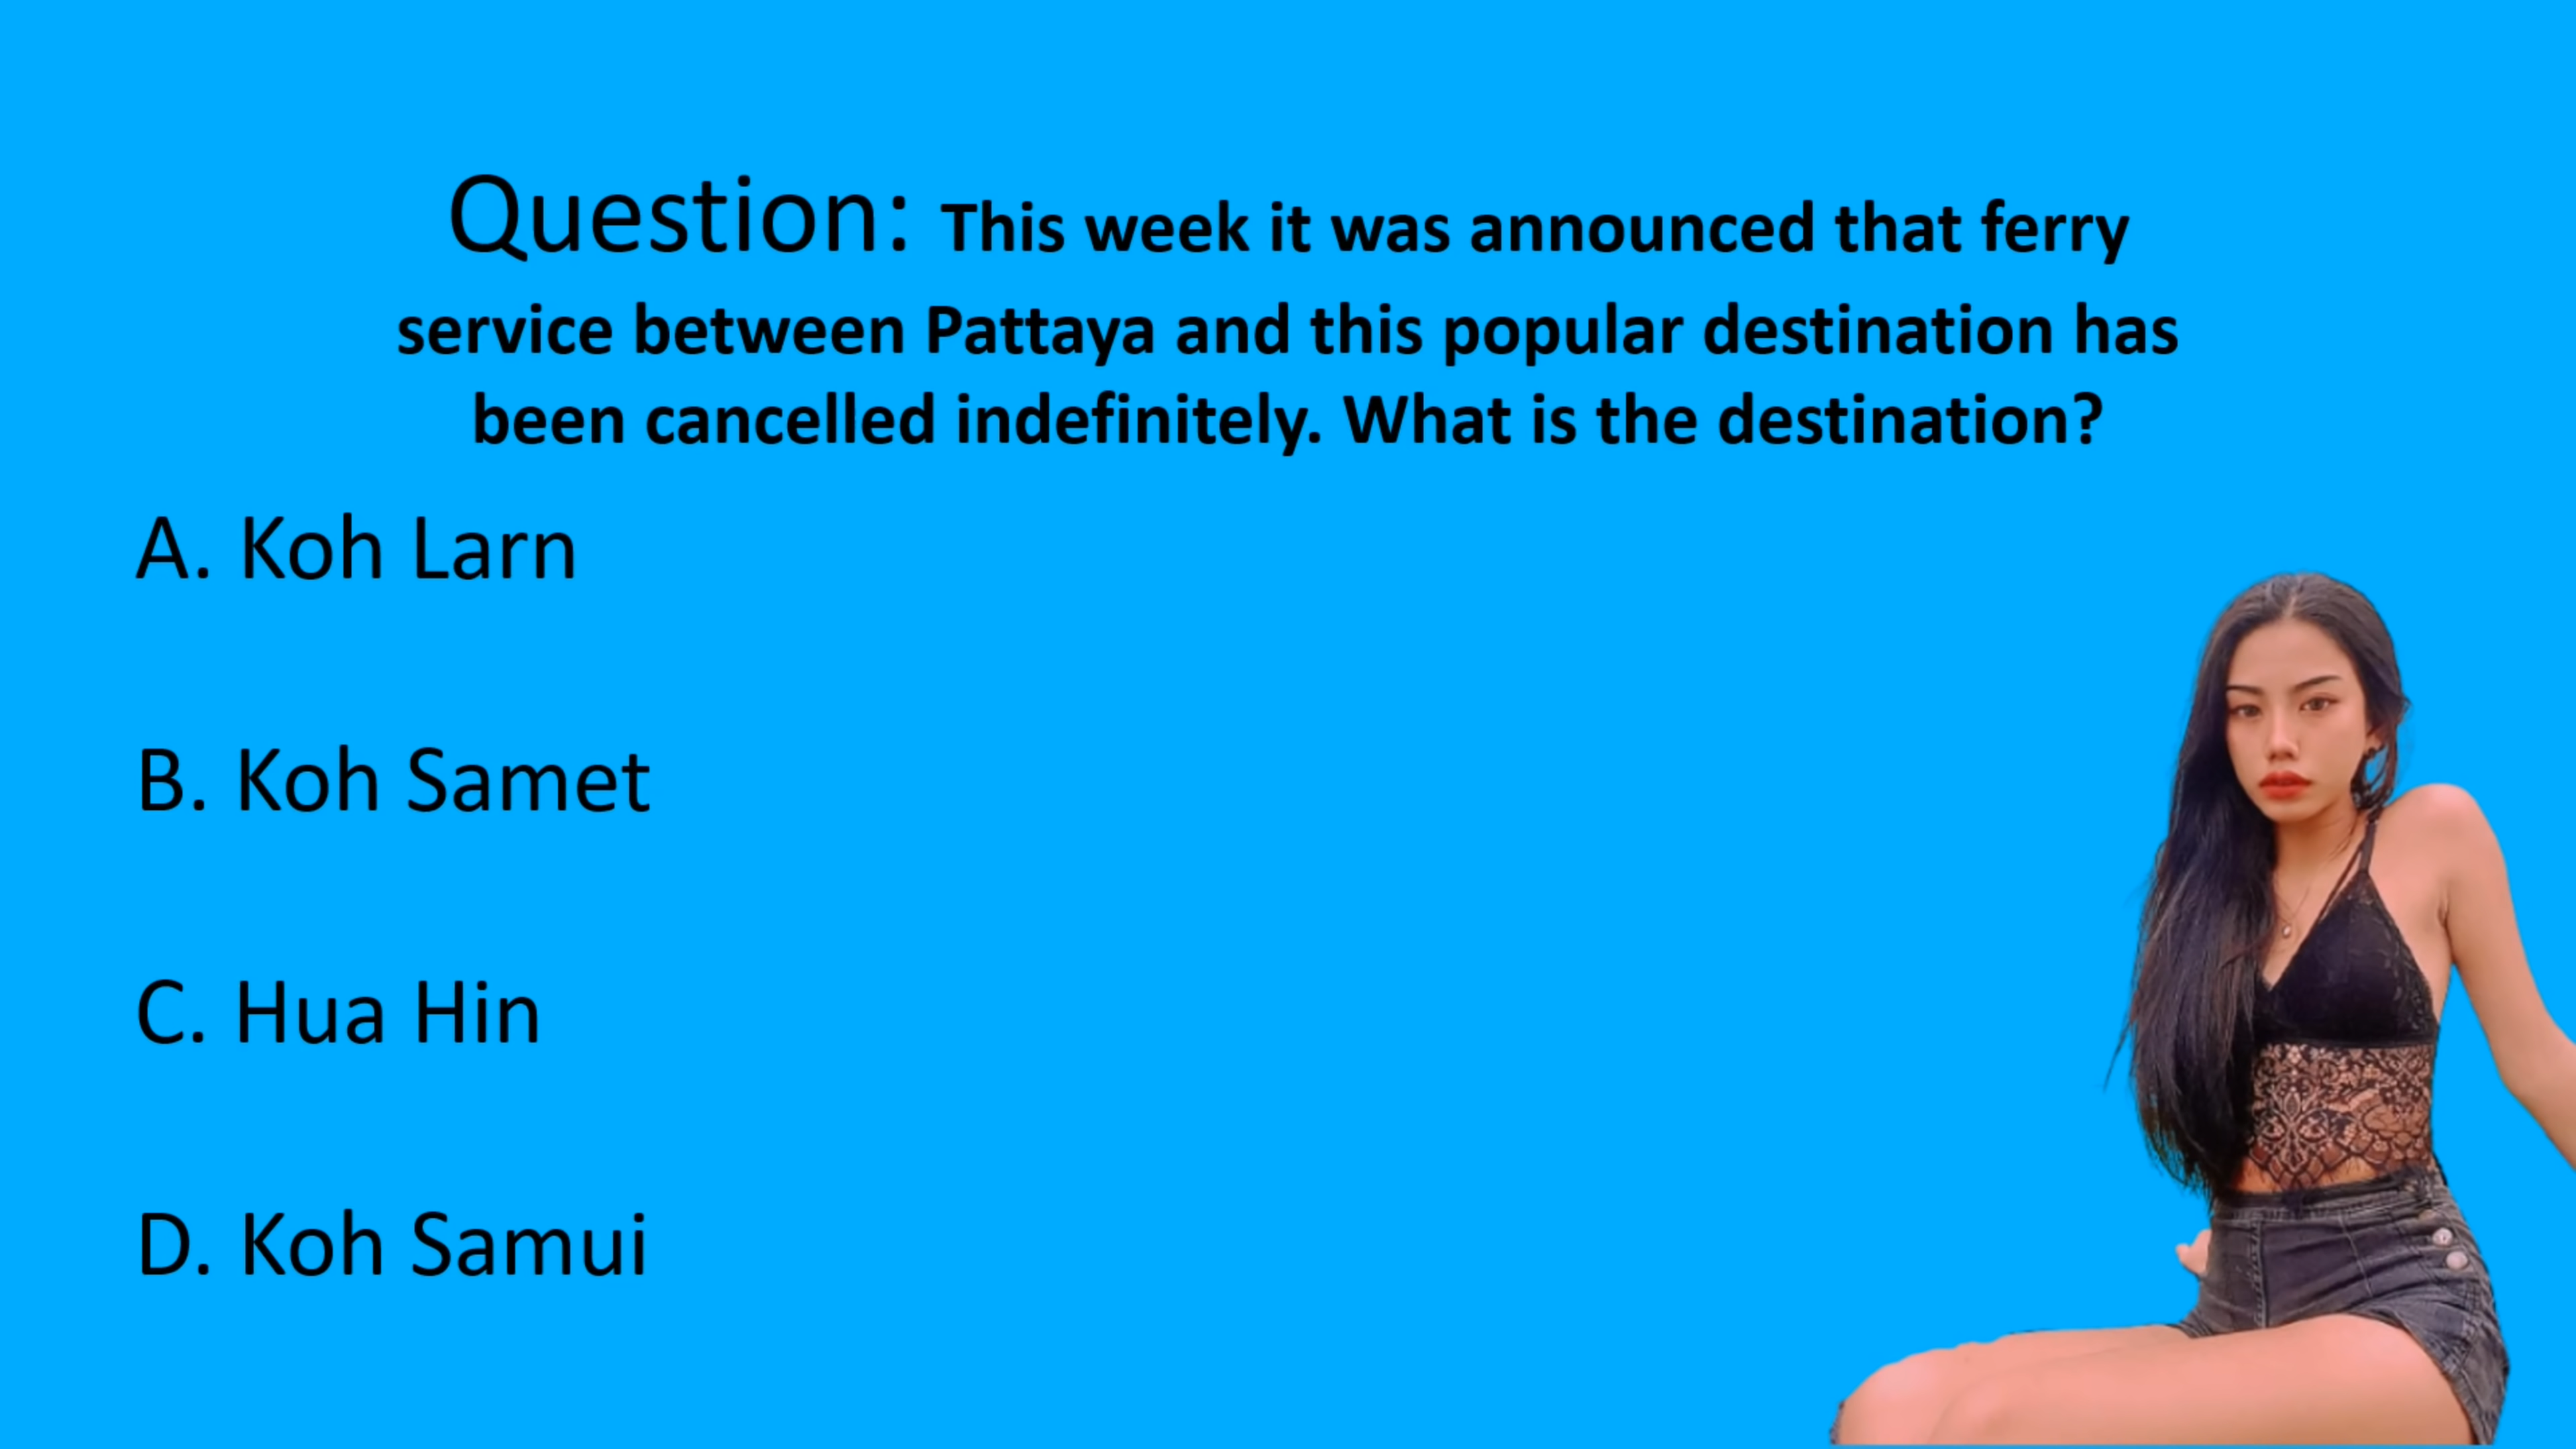 Question: This week it was announced that ferry
service between Pattaya and this popular destination has
been cancelled indefinitely. What is the destination?
A. Koh Larn
B. Koh Samet
C. Hua Hin
D. Koh Samui